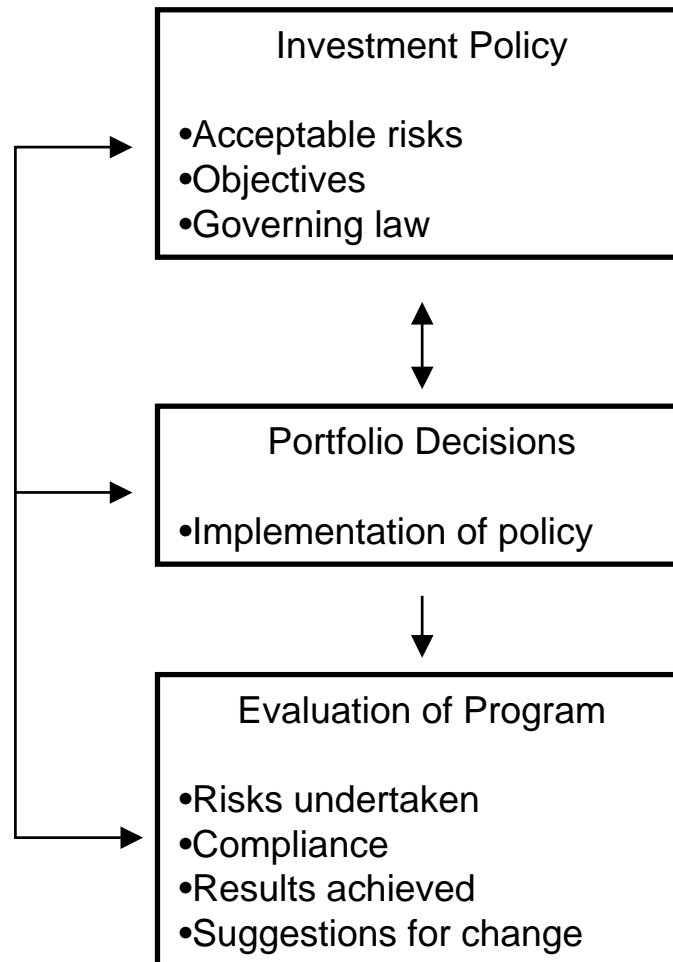 Investment Policy
•Acceptable risks
•Objectives
•Governing law
Portfolio Decisions
•Implementation of policy
Evaluation of Program
•Risks undertaken
•Compliance
•Results achieved
•Suggestions for change